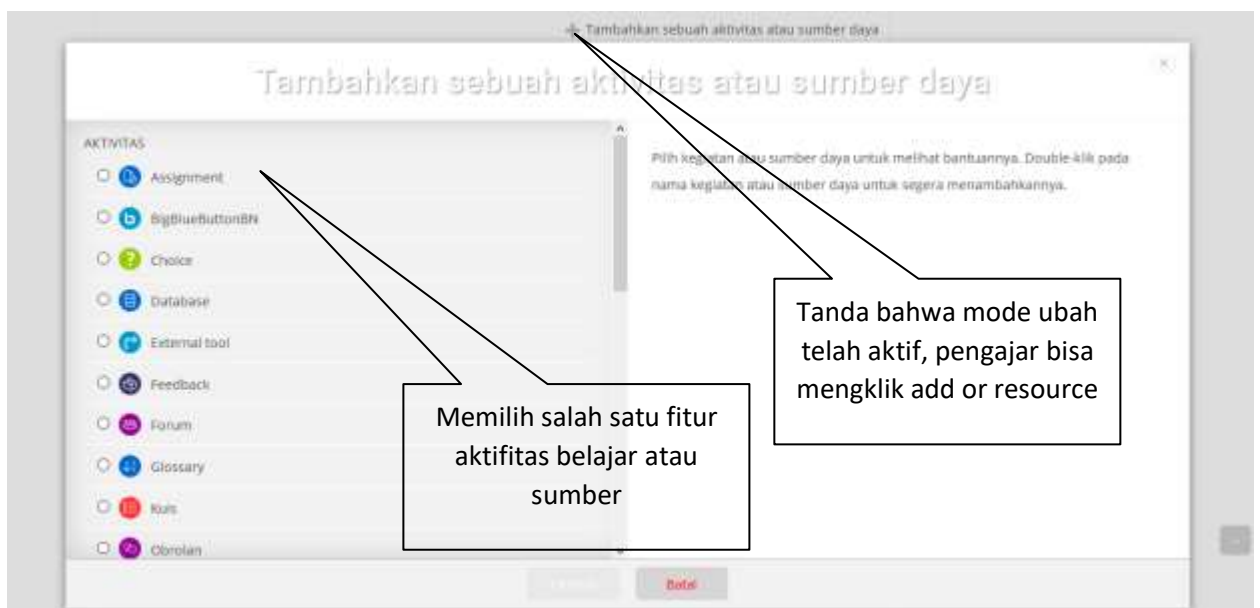 Tambahkan sebuah aktivitas atau sumber daya
Tambahkan sebuah aktivitas atau sumber daya
AKTIVITAS
Assignment
BigBlueButtonBN
Choice
Database
External tool
Feedback
Forum
Glossary
Kuis
Obrolan
Pilih kegiatan atau sumber daya untuk melihat bantuannya. Double-klik pada
nama kegiatan atau sumber daya untuk segera menambahkannya.
Tanda bahwa mode ubah
telah aktif, pengajar bisa
mengklik add or resource
Memilih salah satu fitur
aktifitas belajar atau
sumber
Batal